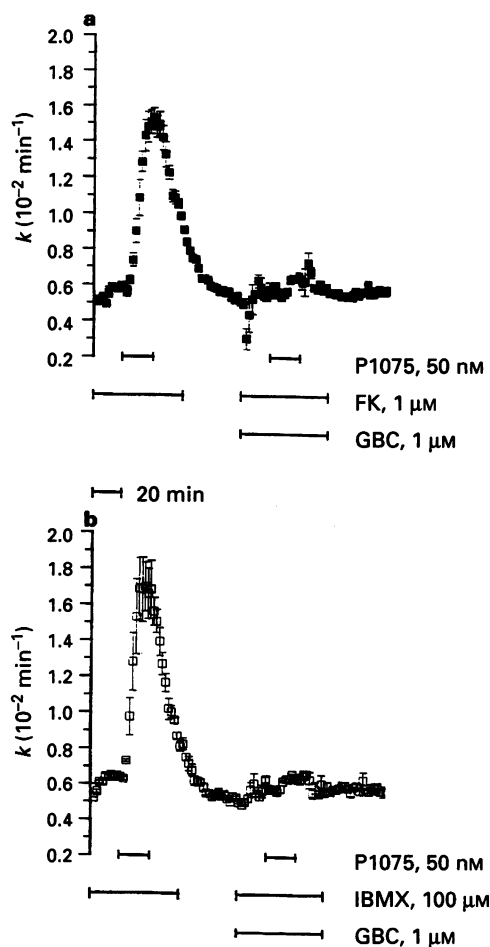 a
2.0
1.8
1.6
1.4
1.2
1.0
0.8
0.6
0.4
0.2
k (10⁻² min⁻¹)
P1075, 50 nM
FK, 1 μM
GBC, 1 μM
20 min
b
2.0
1.8
1.6
1.4
1.2
1.0
0.8
0.6
0.4
0.2
k (10⁻² min⁻¹)
P1075, 50 nM
IBMX, 100 μM
GBC, 1 μM